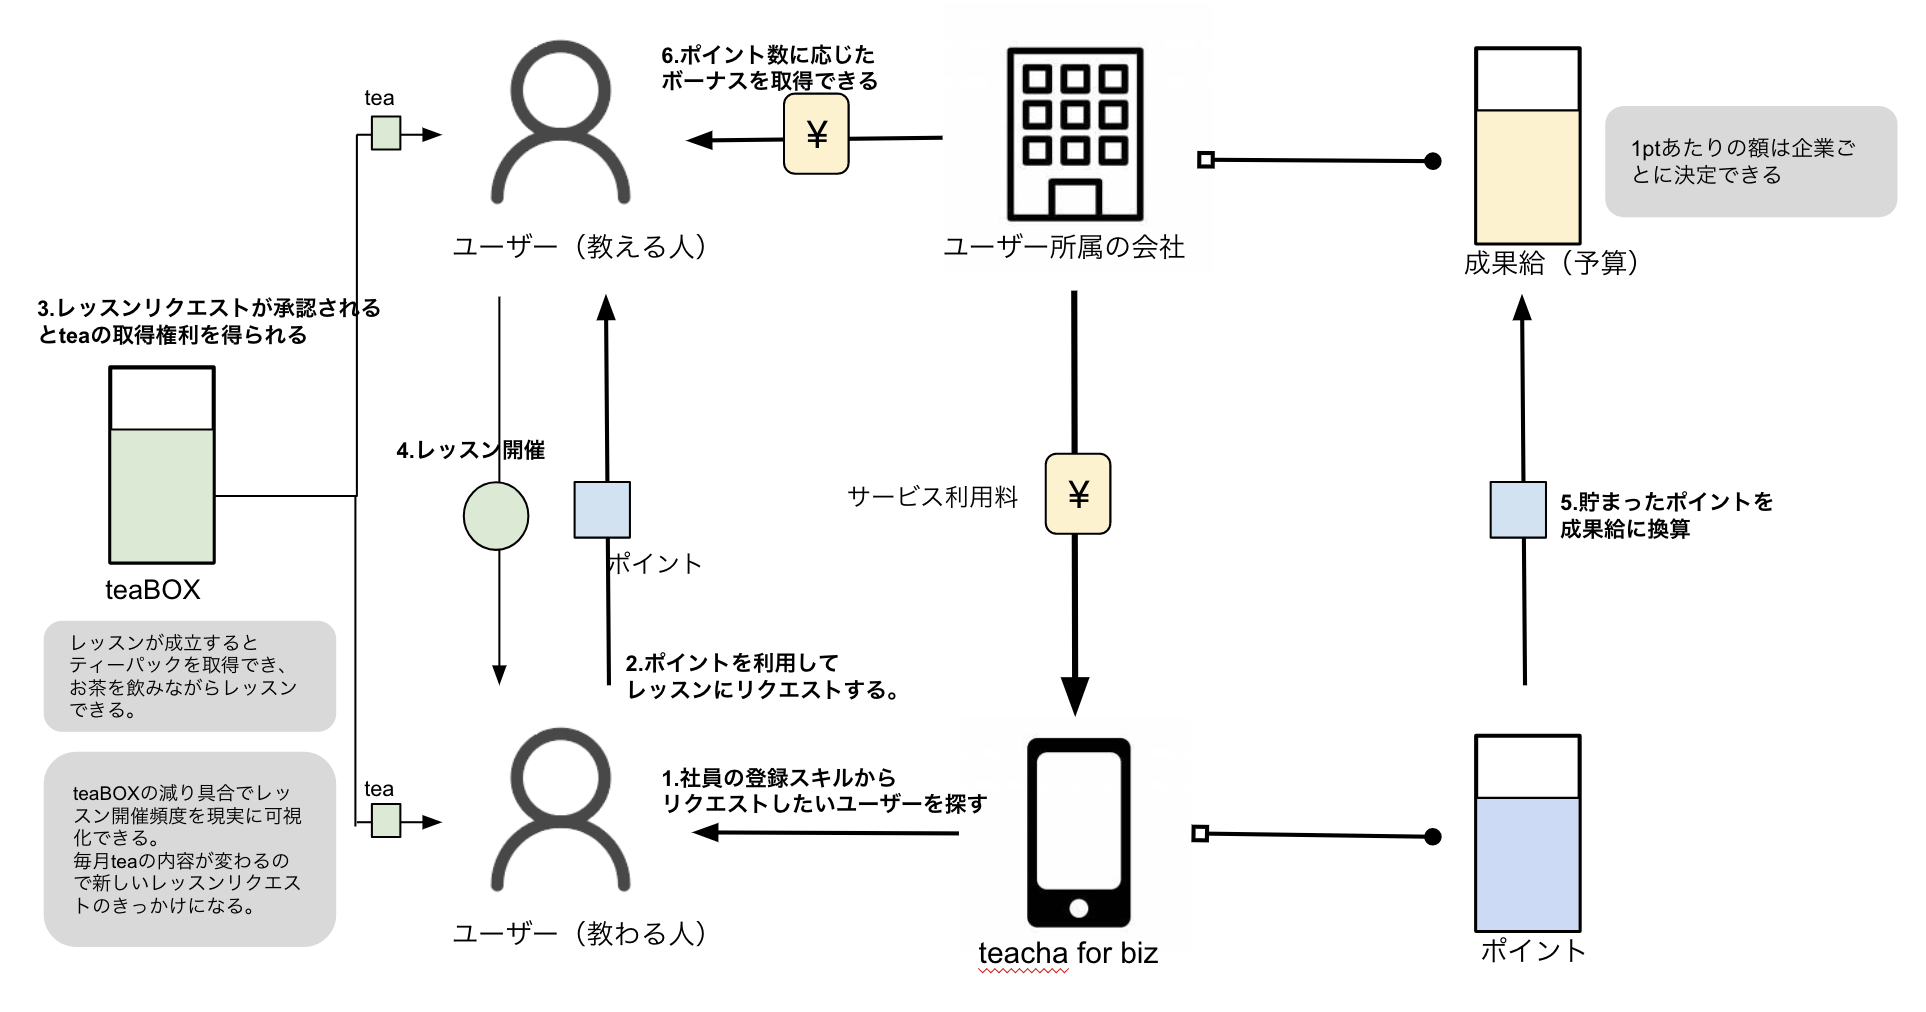 6.ポイント数に応じた
ボーナスを取得できる
tea
¥
1ptあたりの額は企業ご
とに決定できる
ユーザー（教える人）
ユーザー所属の会社
成果給（予算）
3.レッスンリクエストが承認される
とteaの取得権利を得られる
4.レッスン開催
サービス利用料
¥
5.貯まったポイントを
成果給に換算
ポイント
teaBOX
レッスンが成立すると
ティーパックを取得でき、
お茶を飲みながらレッスン
できる。
2.ポイントを利用して
レッスンにリクエストする。
teaBOXの減り具合でレッ
スン開催頻度を現実に可視
化できる。
毎月teaの内容が変わるの
で新しいレッスンリクエス
トのきっかけになる。
tea
1.社員の登録スキルから
リクエストしたいユーザーを探す
ユーザー（教わる人）
teacha for biz
ポイント